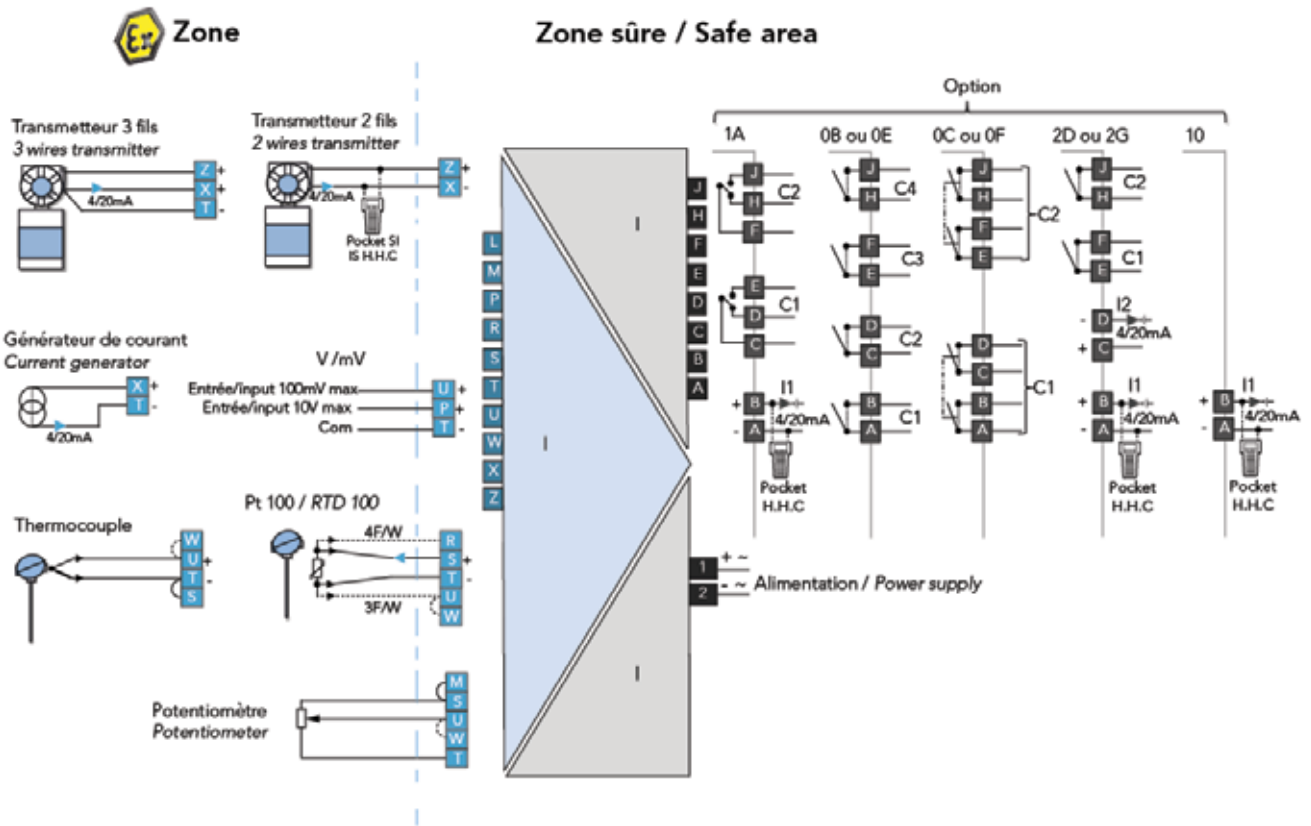 Ex Zone
Zone sûre / Safe area
Option
1A
0B ou 0E
0C ou 0F
2D ou 2G
10
Transmetteur 3 fils
3 wires transmitter
Z +
X +
T -
4/20mA
Transmetteur 2 fils
2 wires transmitter
Z +
X -
4/20mA
Pocket SI
IS H.H.C
Générateur de courant
Current generator
X +
T -
4/20mA
V /mV
Entrée/input 100mV max
Entrée/input 10V max
Com
U +
P +
T -
Thermocouple
W
U +
T -
S
Pt 100 / RTD 100
4F/W
3F/W
R
S +
T -
U
W
Potentiomètre
Potentiometer
M
S
U
W
T
L
M
P
R
S
T
U
W
X
Z
I
I
I
J
H
F
E
D
C
B
A
1 + ~
2 - ~
Alimentation / Power supply
J
H
F
C2
E
D
C
C1
+ B
- A
I1
4/20mA
Pocket
H.H.C
J
H
C4
F
E
C3
D
C
C2
B
A
C1
J
H
F
E
C2
D
C
B
A
C1
J
H
C2
F
E
C1
- D
+ C
I2
4/20mA
+ B
- A
I1
4/20mA
Pocket
H.H.C
+ B
- A
I1
4/20mA
Pocket
H.H.C